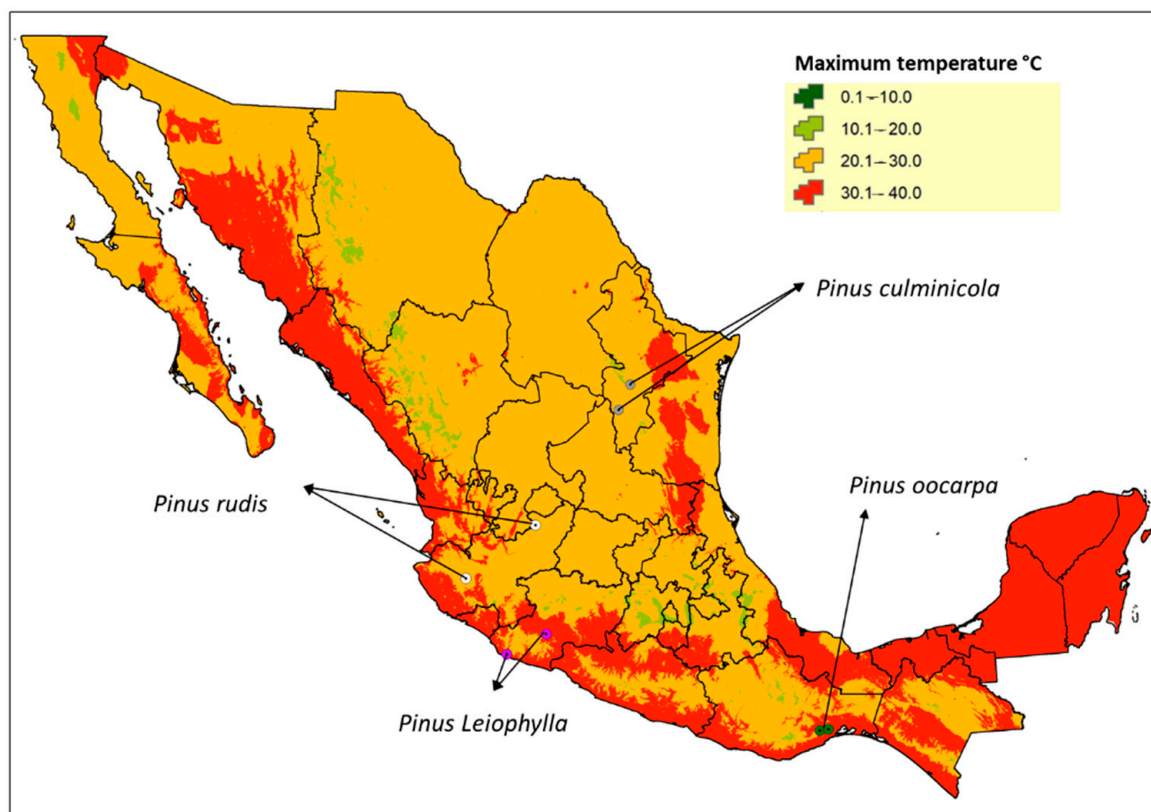 Maximum temperature °C
0.1–10.0
10.1–20.0
20.1–30.0
30.1–40.0
Pinus culminicola
Pinus rudis
Pinus oocarpa
Pinus Leiophylla